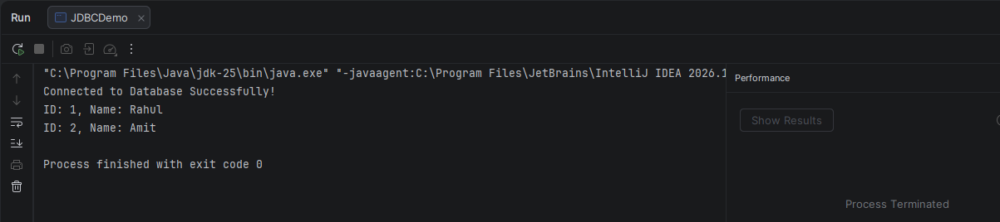 Run JDBCDemo
"C:\Program Files\Java\jdk-25\bin\java.exe" "-javaagent:C:\Program Files\JetBrains\IntelliJ IDEA 2026.1
Connected to Database Successfully!
ID: 1, Name: Rahul
ID: 2, Name: Amit
Process finished with exit code 0
Performance
Show Results
Process Terminated